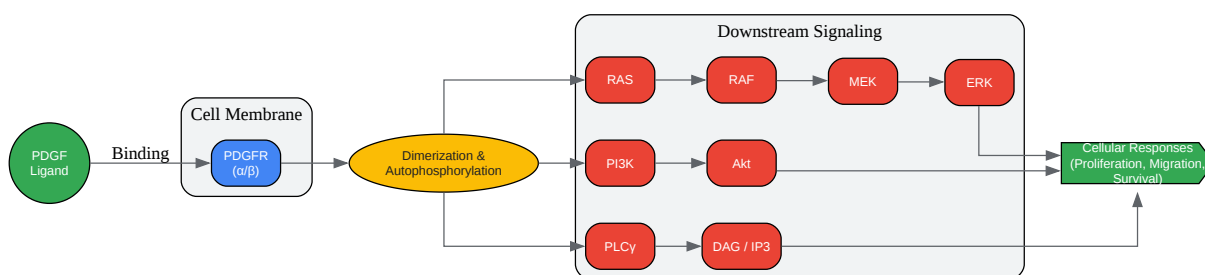 Downstream Signaling
RAS
RAF
MEK
ERK
Cell Membrane
PDGF
Ligand
Binding
PDGFR
(α/β)
Dimerization &
Autophosphorylation
PI3K
Akt
Cellular Responses
(Proliferation, Migration,
Survival)
PLCγ
DAG / IP3